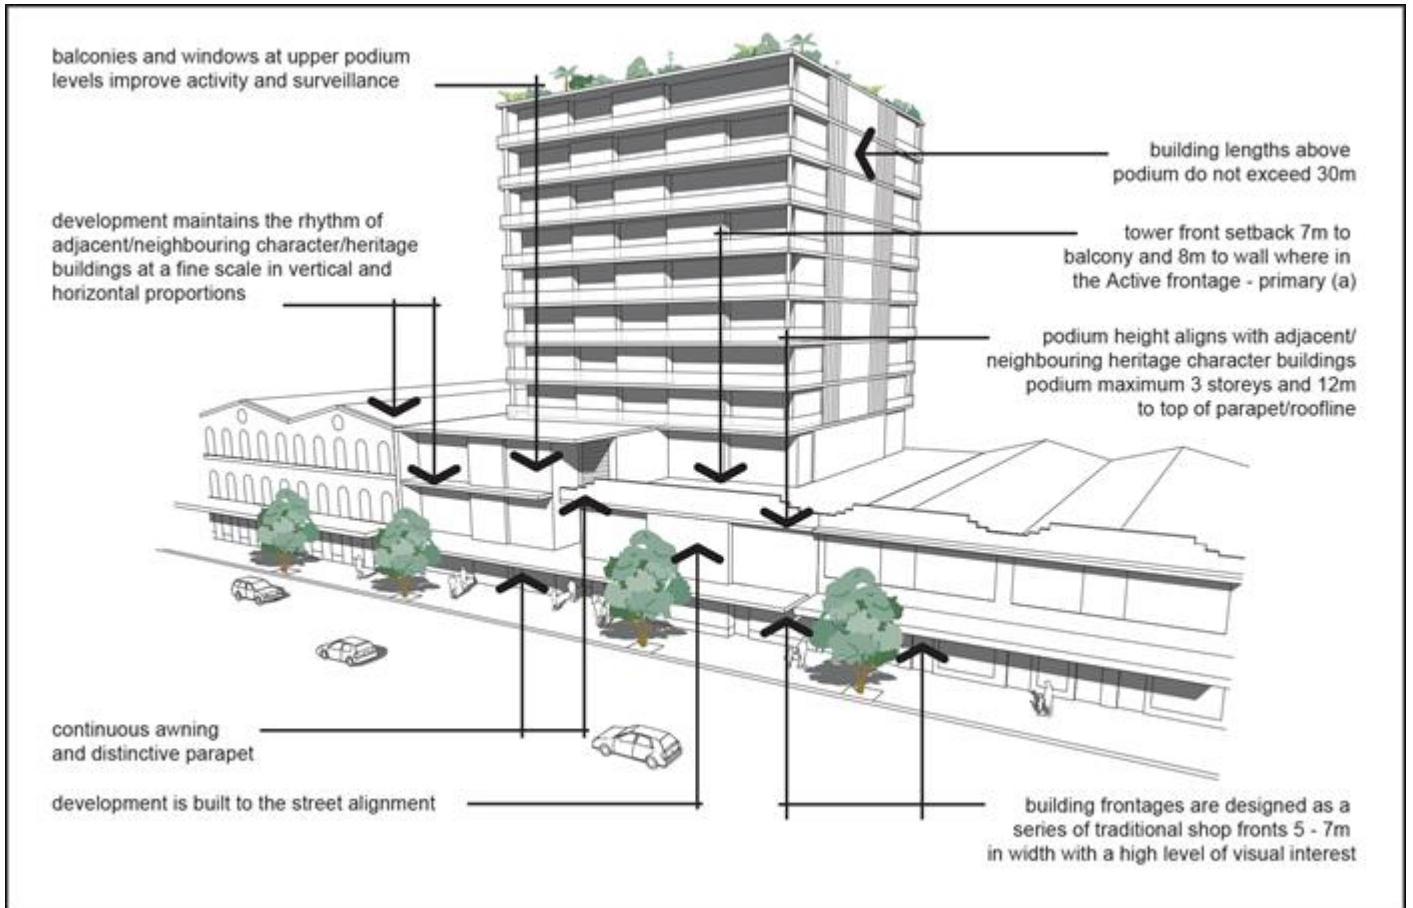 balconies and windows at upper podium
levels improve activity and surveillance
building lengths above
podium do not exceed 30m
development maintains the rhythm of
adjacent/neighbouring character/heritage
buildings at a fine scale in vertical and
horizontal proportions
tower front setback 7m to
balcony and 8m to wall where in
the Active frontage - primary (a)
podium height aligns with adjacent/
neighbouring heritage character buildings
podium maximum 3 storeys and 12m
to top of parapet/roofline
continuous awning
and distinctive parapet
development is built to the street alignment
building frontages are designed as a
series of traditional shop fronts 5 - 7m
in width with a high level of visual interest